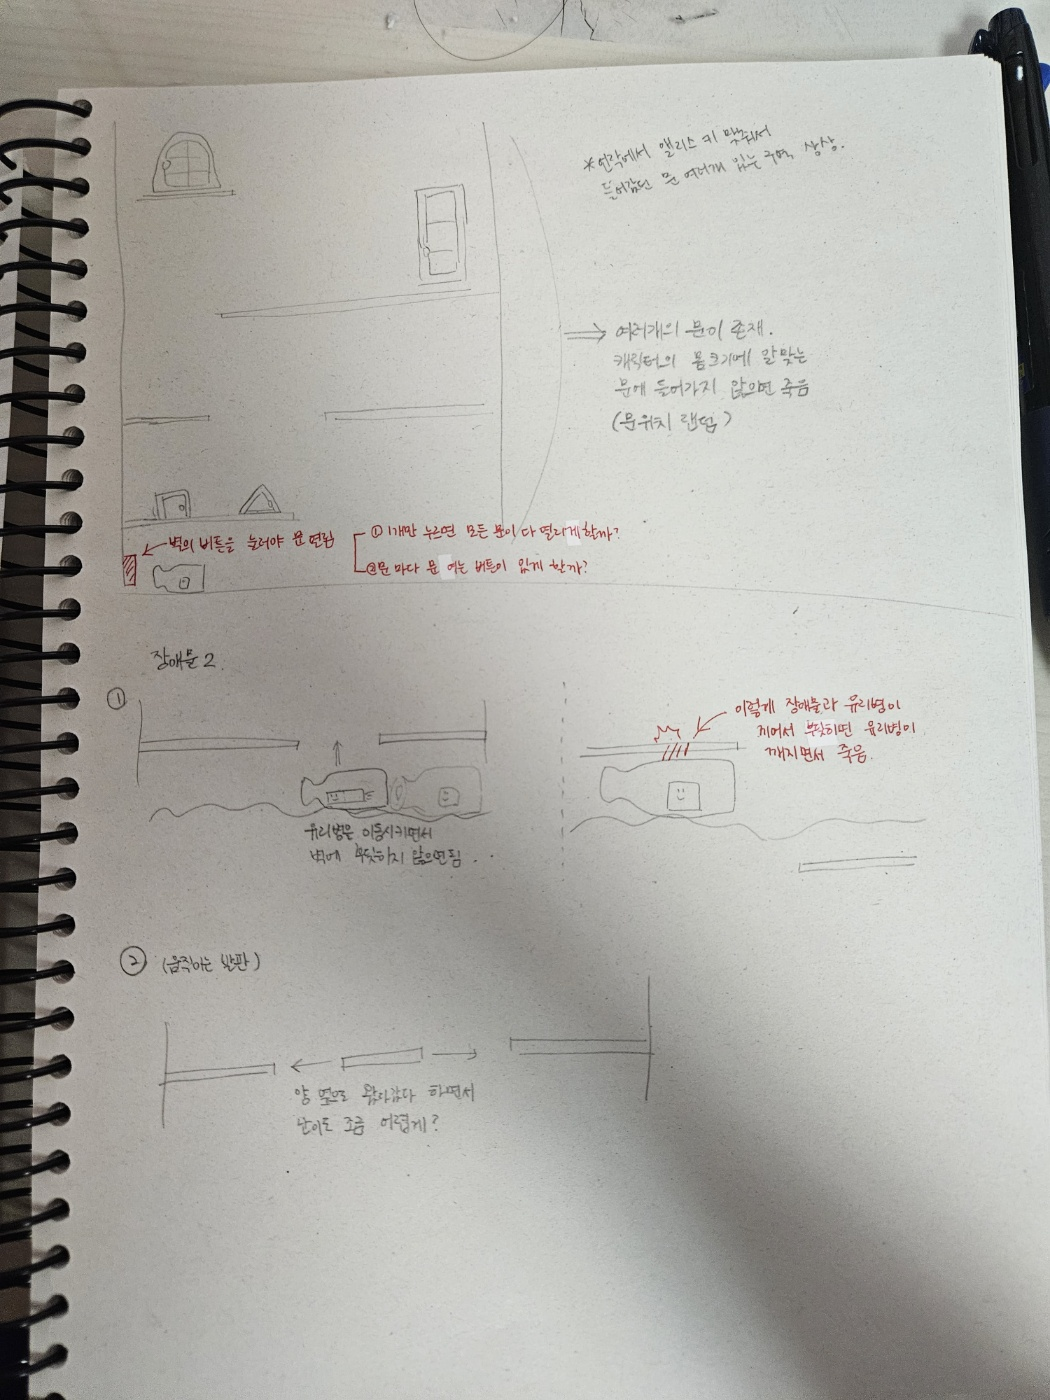 *언락에서 앨리스 키 맞춰서
들어갔던 문 여러개 있는 구역 상상.
⇒ 여러개의 문이 존재.
캐릭터의 몸크기에 알맞는
문에 들어가지 않으면 죽음
(문위치 랜덤)
벽의 버튼을 눌러야 문 열림
① 1개만 누르면 모든 문이 다 열리게 할까?
② 문 마다 문 여는 버튼이 있게 할까?
장애물 2.
①
유리병은 이동시키면서
벽에 부딪히지 않으면됨.
이렇게 장애물과 유리병이
끼어서 부딪히면 유리병이
깨지면서 죽음.
② (움직이는 발판)
양 옆으로 왔다갔다 하면서
난이도 조금 어렵게?